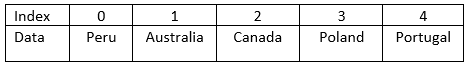 Index 0 1 2 3 4
Data Peru Australia Canada Poland Portugal